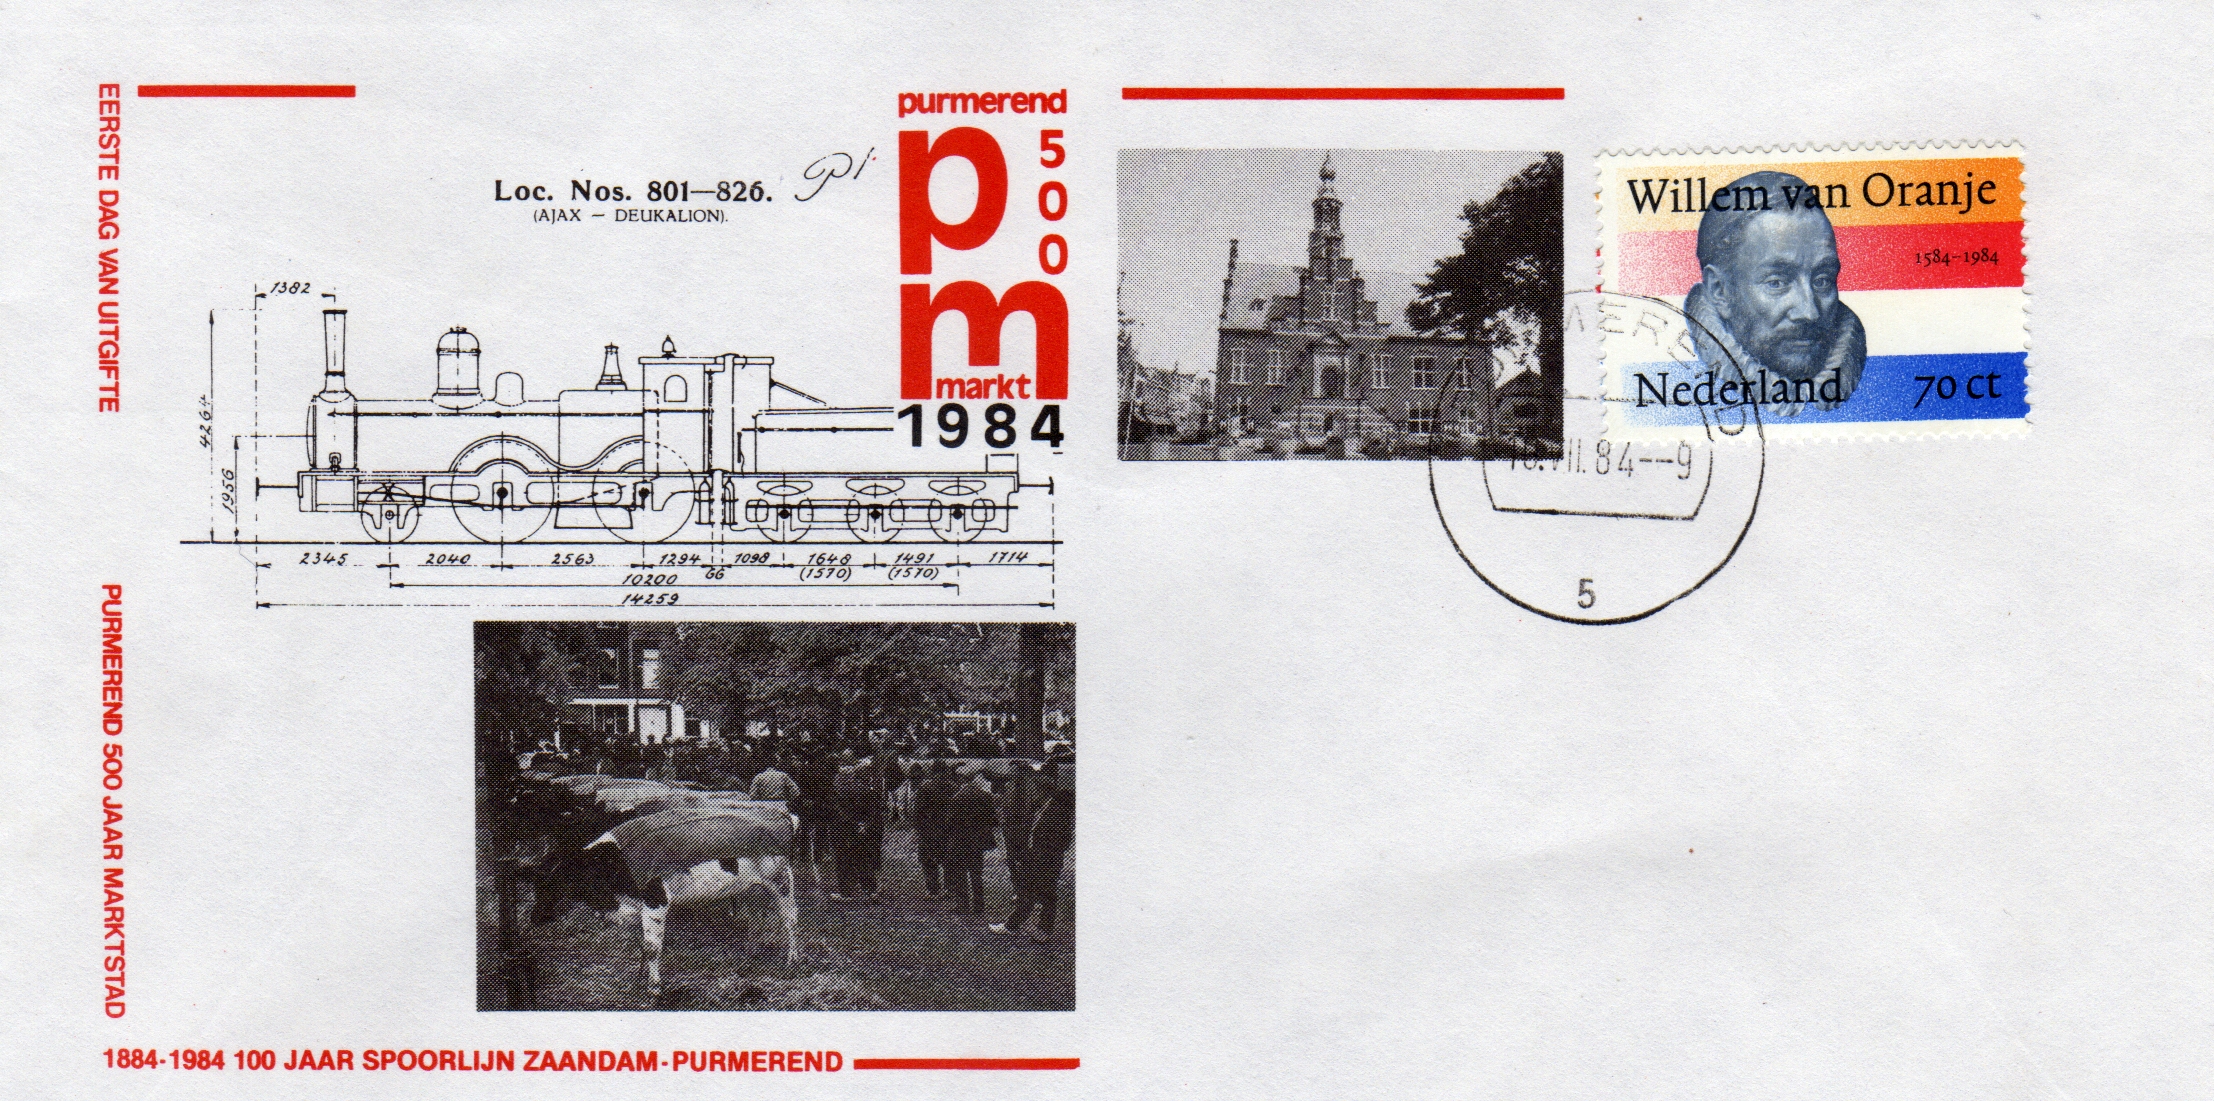 EERSTE DAG VAN UITGIFTE
PURMEREND 500 JAAR MARKTSTAD
Loc. Nos. 801—826.
(AJAX — DEUKALION).
purmerend
pm
500
markt
1984
1382
4264
1956
2345 2040 2563 1294 GG 1098 1648 1491 1714
(1570) (1570)
10200
14259
1884-1984 100 JAAR SPOORLIJN ZAANDAM-PURMEREND
Willem van Oranje
1584-1984
Nederland 70 ct
.VII.84--9
5